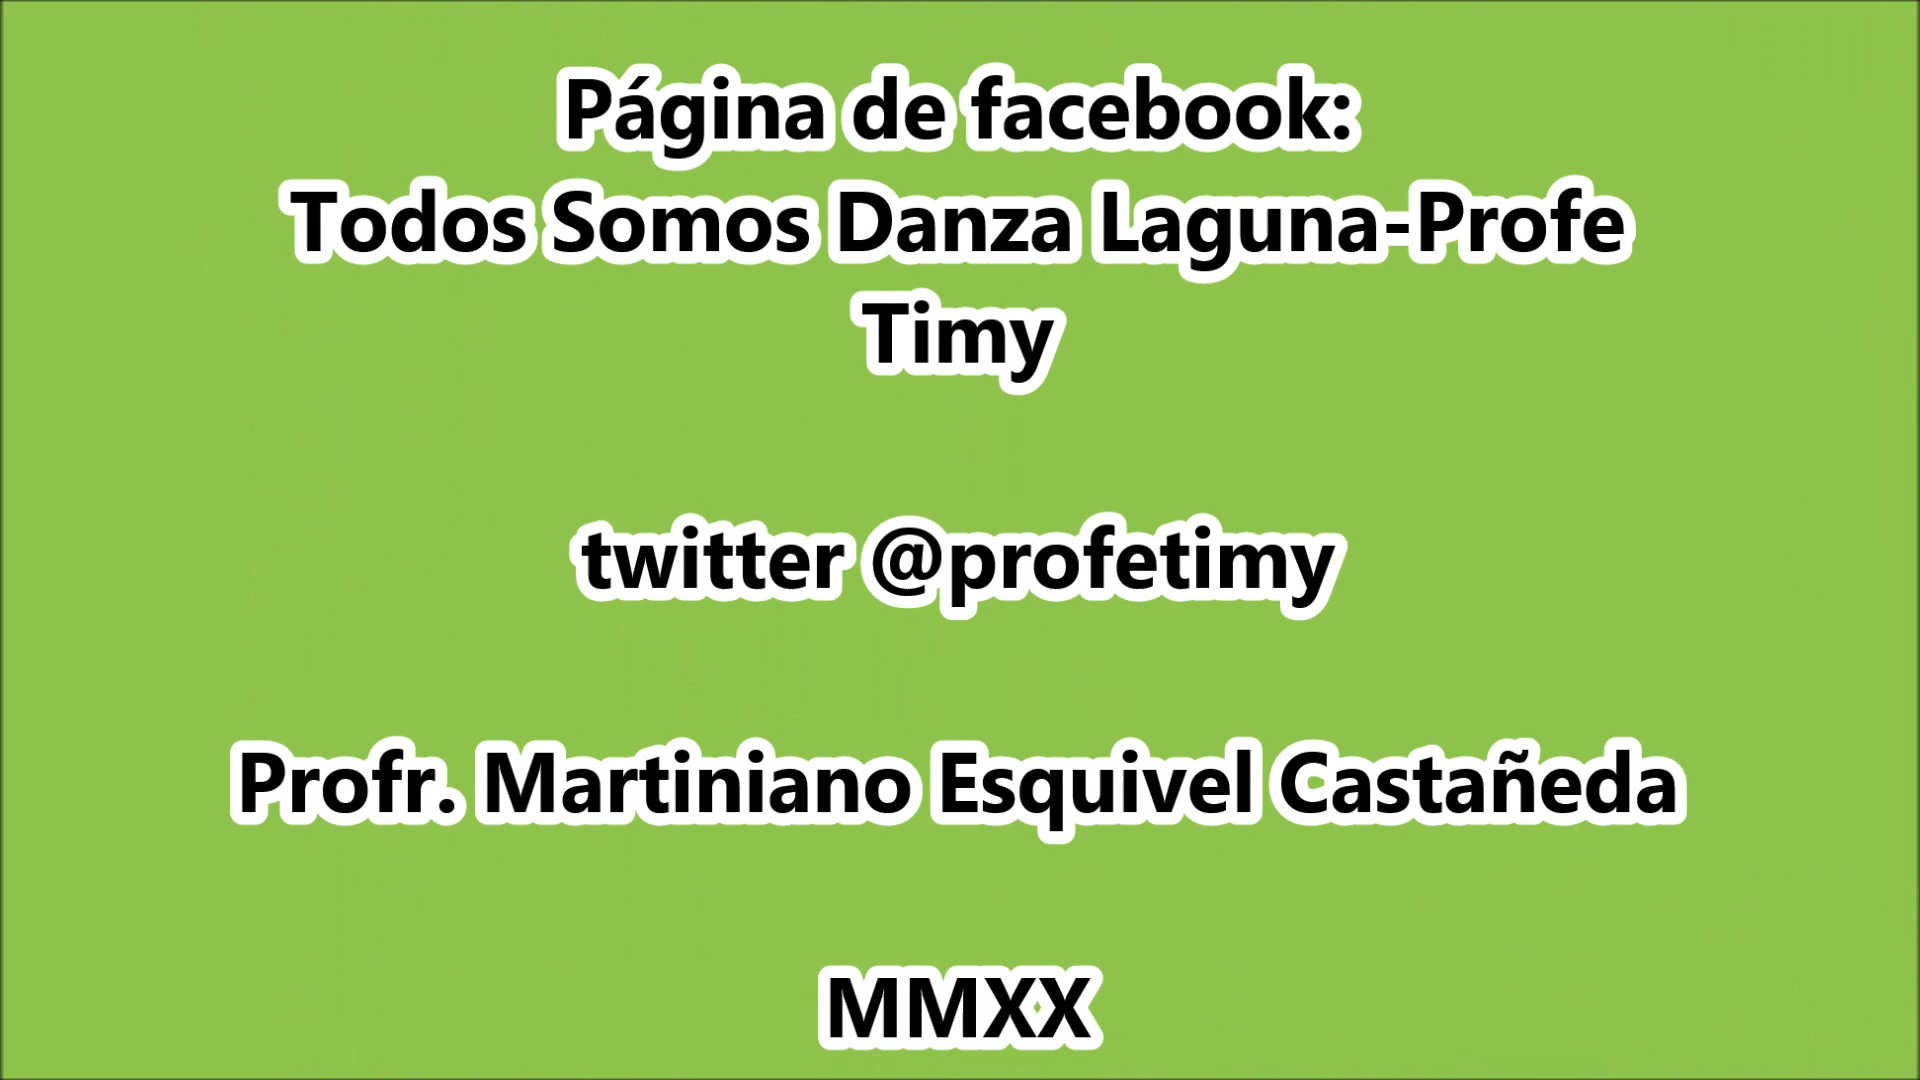 Página de facebook:
Todos Somos Danza Laguna-Profe
Timy
twitter @profetimy
Profr. Martiniano Esquivel Castañeda
MMXX